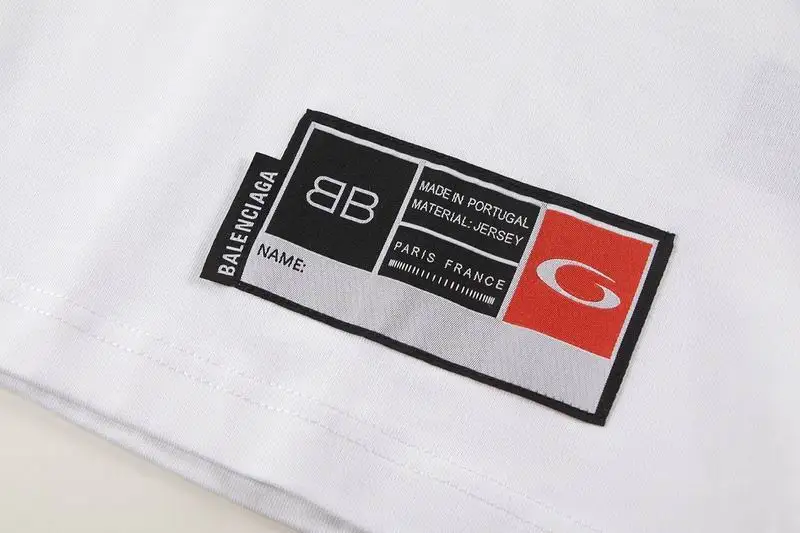 BALENCIAGA
BB
NAME:
MADE IN PORTUGAL
MATERIAL: JERSEY
PARIS FRANCE
G